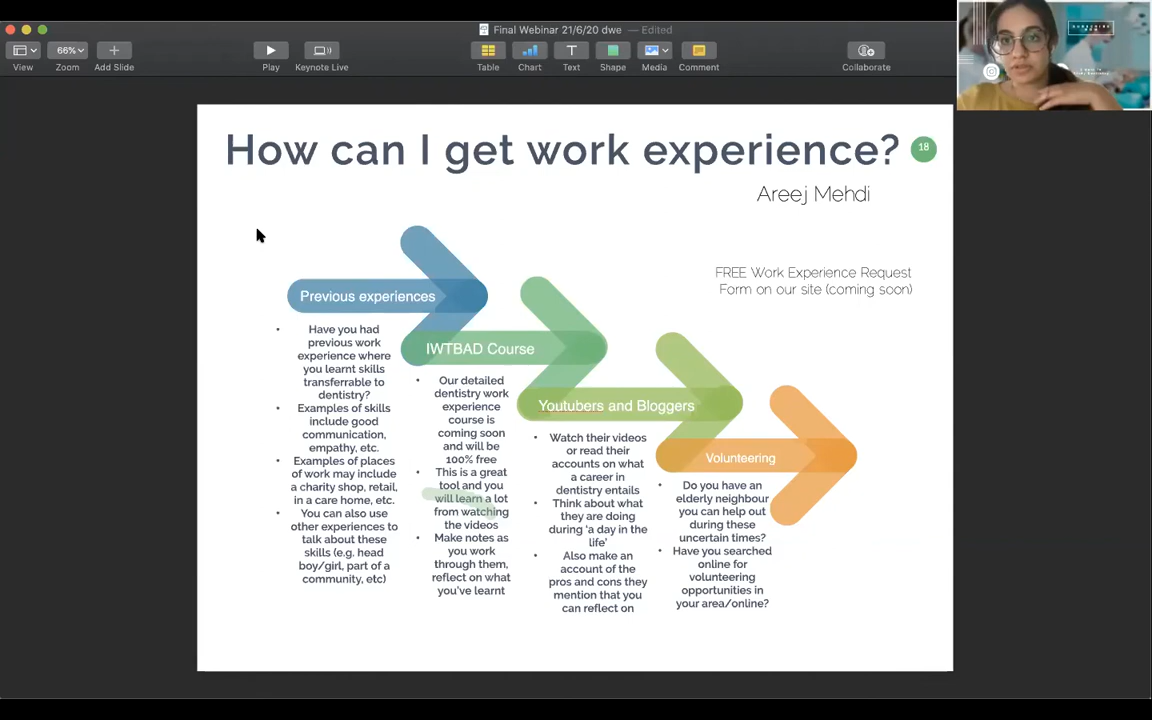 Final Webinar 21/6/20 dwe — Edited
66%
View
Zoom
Add Slide
Play
Keynote Live
Table
Chart
Text
Shape
Media
Comment
Collaborate
How can I get work experience?
18
Areej Mehdi
FREE Work Experience Request
Form on our site (coming soon)
Previous experiences
• Have you had
previous work
experience where
you learnt skills
transferrable to
dentistry?
• Examples of skills
include good
communication,
empathy, etc.
• Examples of places
of work may include
a charity shop, retail,
in a care home, etc.
• You can also use
other experiences to
talk about these
skills (e.g. head
boy/girl, part of a
community, etc)
IWTBAD Course
• Our detailed
dentistry work
experience
course is
coming soon
and will be
100% free
• This is a great
tool and you
will learn a lot
from watching
the videos
• Make notes as
you work
through them,
reflect on what
you've learnt
Youtubers and Bloggers
• Watch their videos
or read their
accounts on what
a career in
dentistry entails
• Think about what
they are doing
during 'a day in the
life'
• Also make an
account of the
pros and cons they
mention that you
can reflect on
Volunteering
• Do you have an
elderly neighbour
you can help out
during these
uncertain times?
• Have you searched
online for
volunteering
opportunities in
your area/online?